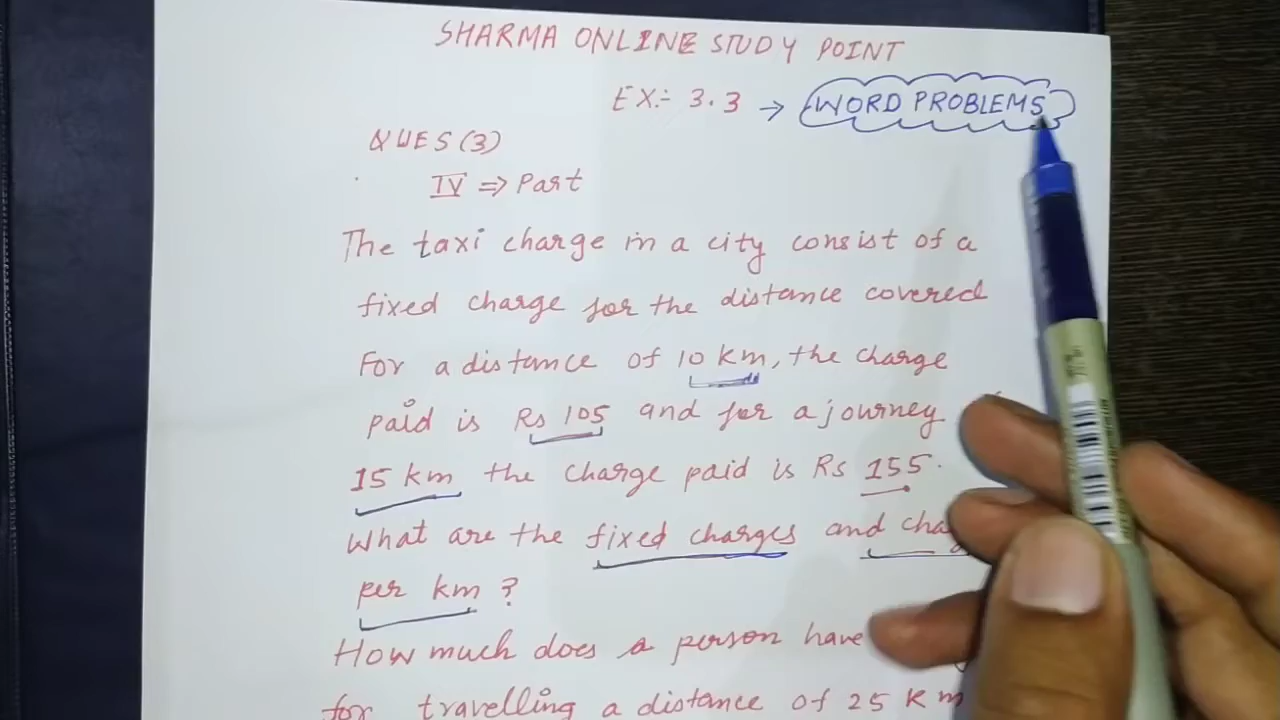 SHARMA ONLINE STUDY POINT
EX:- 3.3 → WORD PROBLEMS
QUES (3)
IV ⇒ Part
The taxi charge in a city consist of a
fixed charge for the distance covered
For a distance of 10 km, the charge
paid is Rs 105 and for a journey
15 km the charge paid is Rs 155.
What are the fixed charges and
per km ?
How much does a person have
for travelling a distance of 25 km